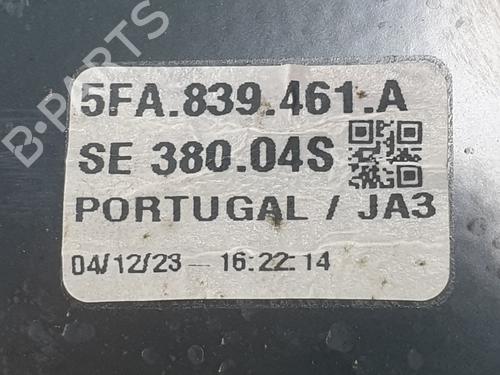 B-PARTS
5FA.839.461.A
SE 380.04S
PORTUGAL / JA3
04/12/23 - 16:22:14